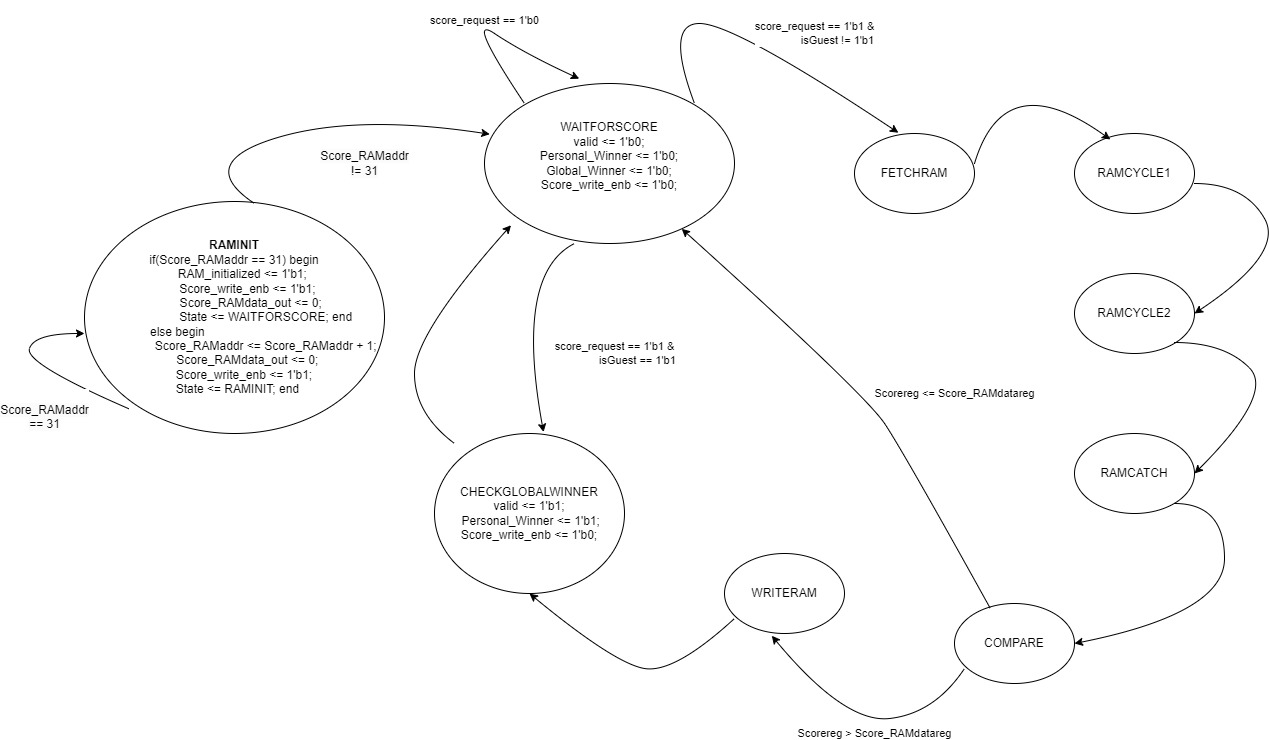 score_request == 1'b0
score_request == 1'b1 &
isGuest != 1'b1
WAITFORSCORE
valid <= 1'b0;
Personal_Winner <= 1'b0;
Global_Winner <= 1'b0;
Score_write_enb <= 1'b0;
Score_RAMaddr
!= 31
FETCHRAM
RAMCYCLE1
RAMINIT
if(Score_RAMaddr == 31) begin
RAM_initialized <= 1'b1;
Score_write_enb <= 1'b1;
Score_RAMdata_out <= 0;
State <= WAITFORSCORE; end
else begin
Score_RAMaddr <= Score_RAMaddr + 1;
Score_RAMdata_out <= 0;
Score_write_enb <= 1'b1;
State <= RAMINIT; end
RAMCYCLE2
score_request == 1'b1 &
isGuest == 1'b1
Scorereg <= Score_RAMdatareg
Score_RAMaddr
== 31
RAMCATCH
CHECKGLOBALWINNER
valid <= 1'b1;
Personal_Winner <= 1'b1;
Score_write_enb <= 1'b0;
WRITERAM
COMPARE
Scorereg > Score_RAMdatareg